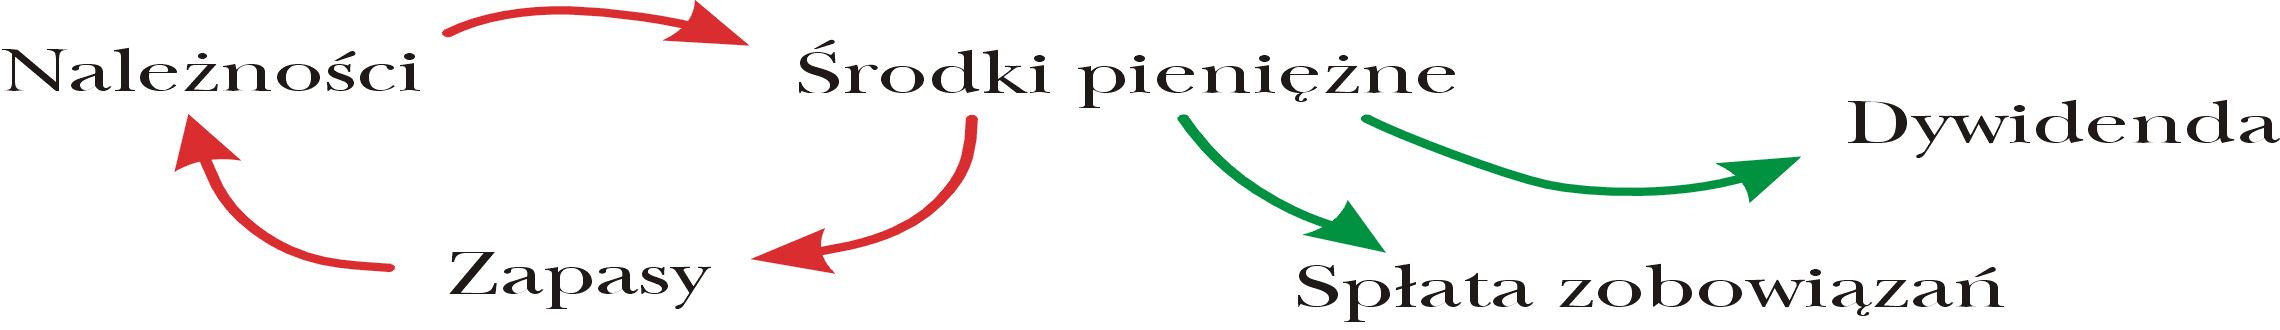 Należności
Środki pieniężne
Dywidenda
Zapasy
Spłata zobowiązań